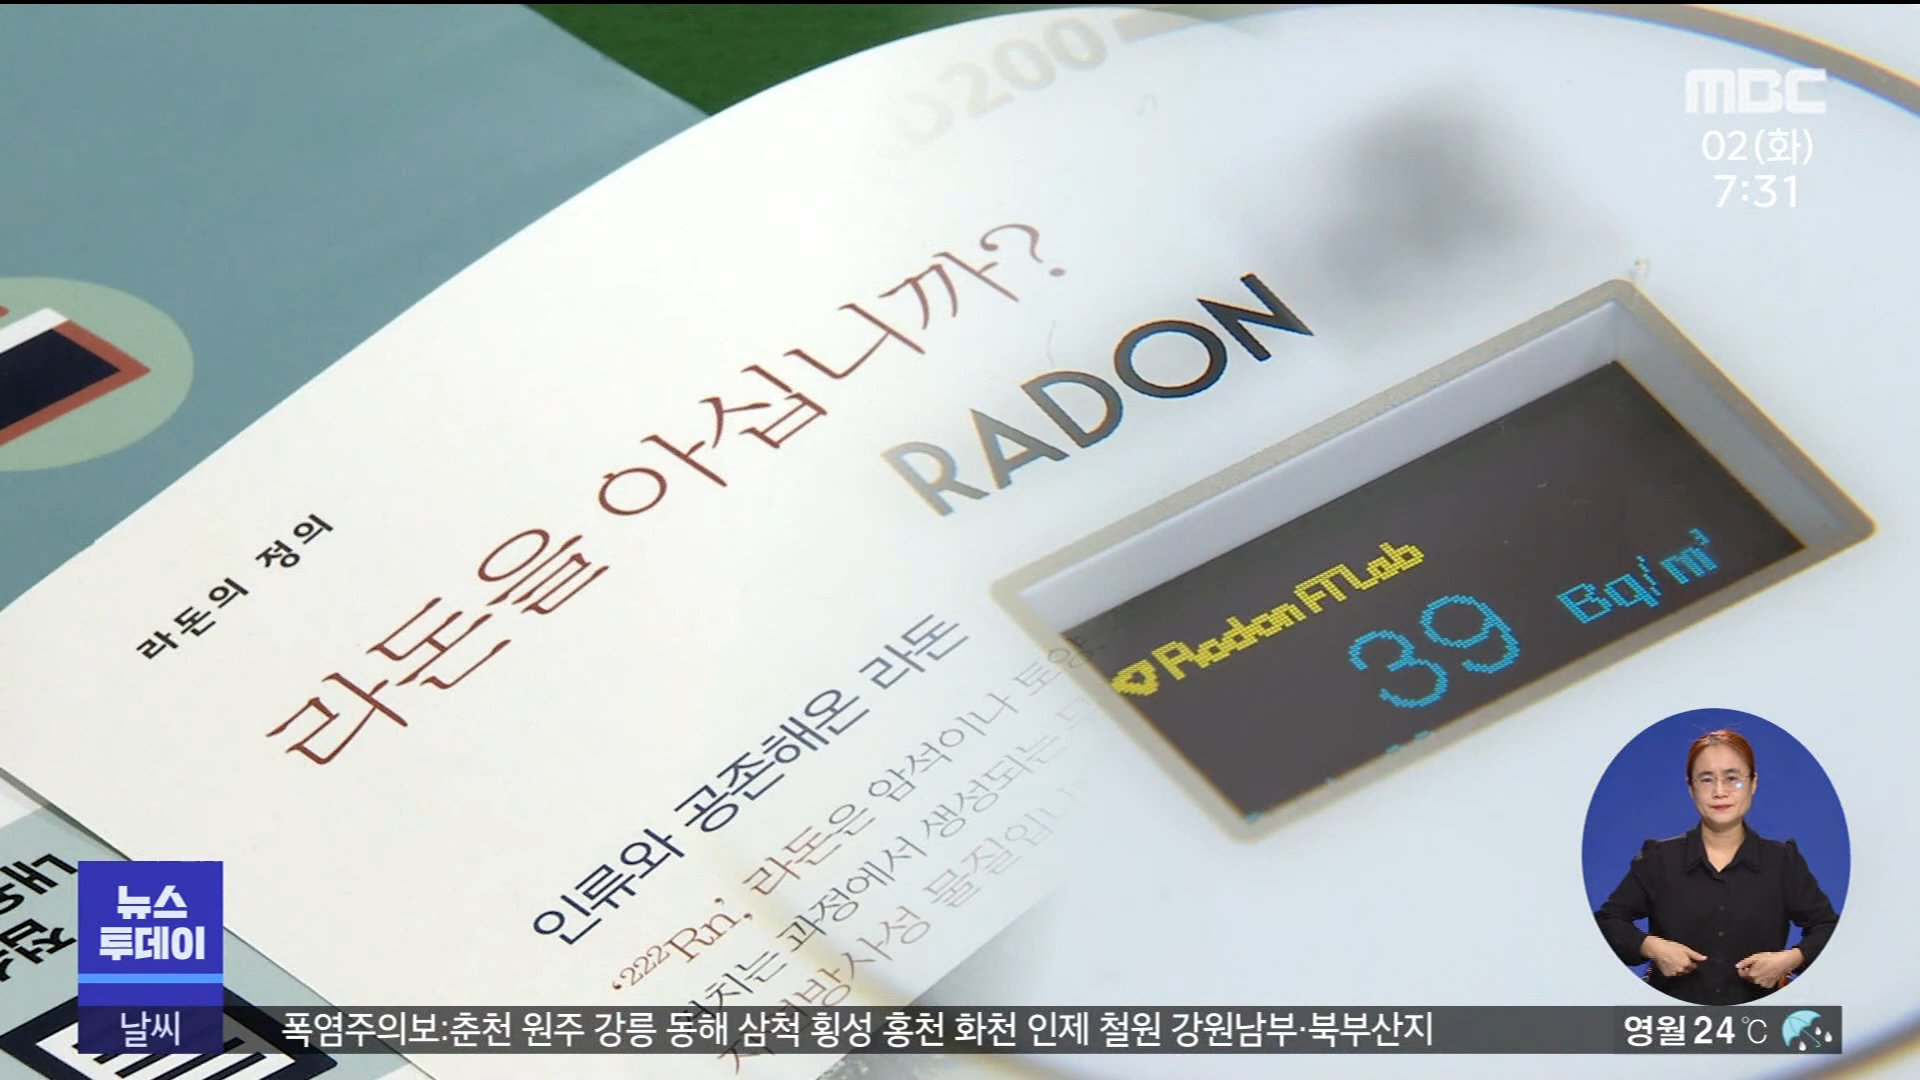 D200
MBC
02(화)
7:31
라돈의 정의
라돈을 아십니까?
RADON
RadonFTLab
39 Bq/m³
인류와 공존해온 라돈
'222Rn', 라돈은 암석이나 토양
거치는 과정에서 생성되는
방사성 물질입니
뉴스
투데이
날씨
폭염주의보:춘천 원주 강릉 동해 삼척 횡성 홍천 화천 인제 철원 강원남부·북부산지
영월 24℃